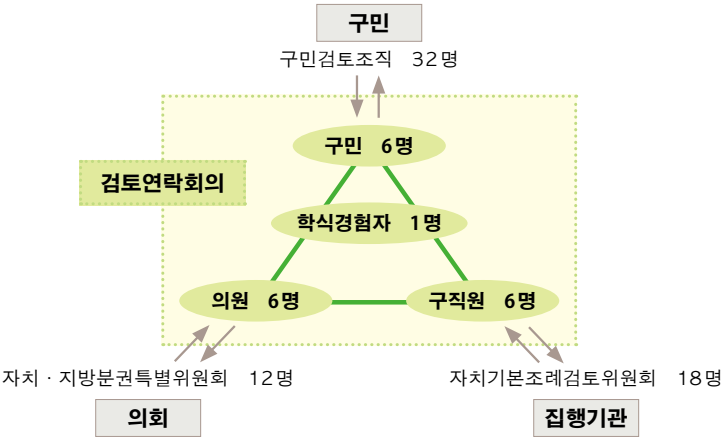 구민
구민검토조직 32명
구민 6명
검토연락회의
학식경험자 1명
의원 6명
구직원 6명
자치·지방분권특별위원회 12명
자치기본조례검토위원회 18명
의회
집행기관